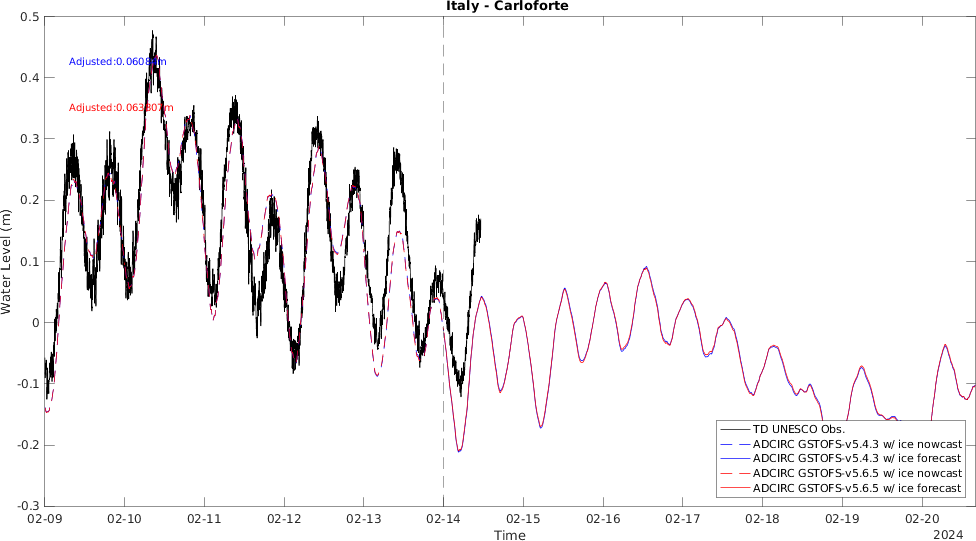 Italy - Carloforte
0.5
0.4
0.3
0.2
0.1
0
-0.1
-0.2
-0.3
Water Level (m)
Adjusted:
Adjusted:
TD UNESCO Obs.
ADCIRC GSTOFS-v5.4.3 w/ ice nowcast
ADCIRC GSTOFS-v5.4.3 w/ ice forecast
ADCIRC GSTOFS-v5.6.5 w/ ice nowcast
ADCIRC GSTOFS-v5.6.5 w/ ice forecast
02-09 02-10 02-11 02-12 02-13 02-14 02-15 02-16 02-17 02-18 02-19 02-20
Time
2024